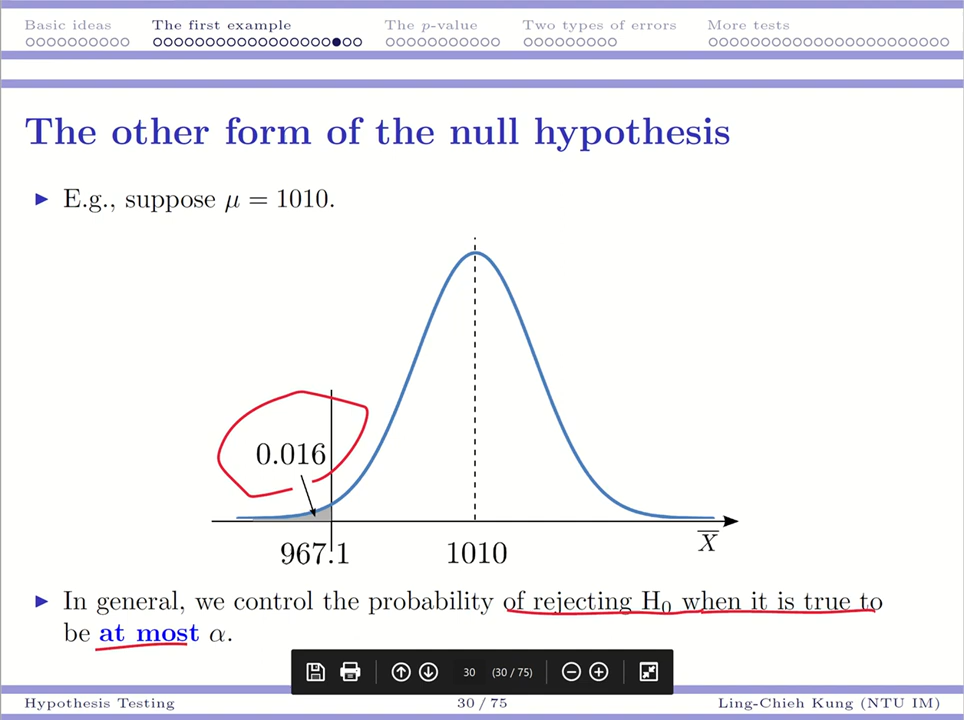 Basic ideas The first example The p-value Two types of errors More tests
The other form of the null hypothesis
▶ E.g., suppose μ = 1010.
0.016
967.1 1010 X̅
▶ In general, we control the probability of rejecting H₀ when it is true to
be at most α.
30 (30 / 75)
Hypothesis Testing 30 / 75 Ling-Chieh Kung (NTU IM)